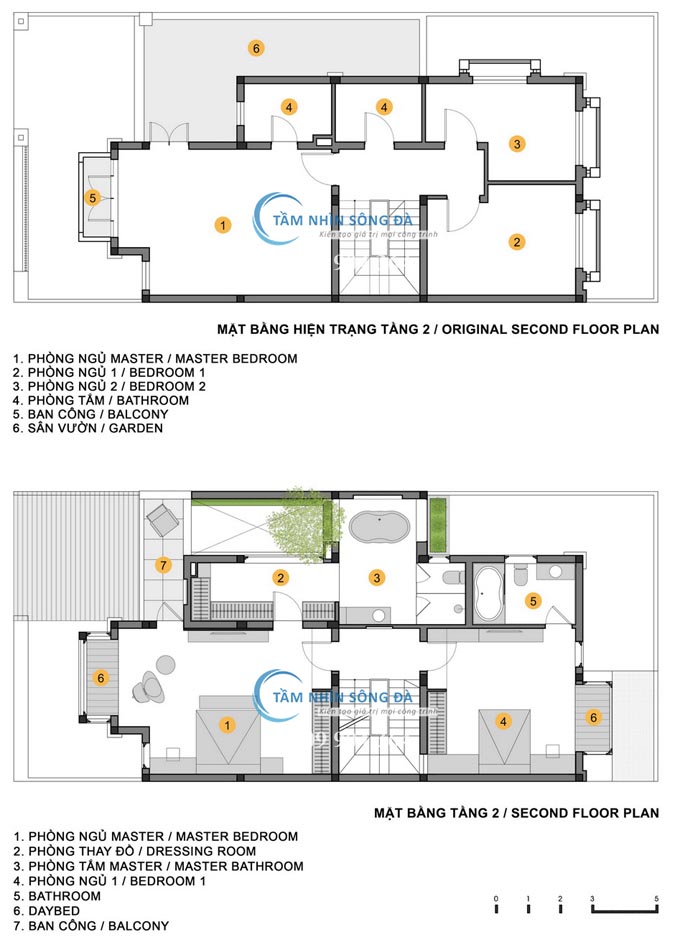 6
4
4
3
5
1
2
TẦM NHÌN SÔNG ĐÀ
Kiến tạo giá trị mọi công trình
MẶT BẰNG HIỆN TRẠNG TẦNG 2 / ORIGINAL SECOND FLOOR PLAN
1. PHÒNG NGỦ MASTER / MASTER BEDROOM
2. PHÒNG NGỦ 1 / BEDROOM 1
3. PHÒNG NGỦ 2 / BEDROOM 2
4. PHÒNG TẮM / BATHROOM
5. BAN CÔNG / BALCONY
6. SÂN VƯỜN / GARDEN
7
2
3
5
6
1
4
6
TẦM NHÌN SÔNG ĐÀ
Kiến tạo giá trị mọi công trình
MẶT BẰNG TẦNG 2 / SECOND FLOOR PLAN
1. PHÒNG NGỦ MASTER / MASTER BEDROOM
2. PHÒNG THAY ĐỒ / DRESSING ROOM
3. PHÒNG TẮM MASTER / MASTER BATHROOM
4. PHÒNG NGỦ 1 / BEDROOM 1
5. BATHROOM
6. DAYBED
7. BAN CÔNG / BALCONY
0 1 2 3 5